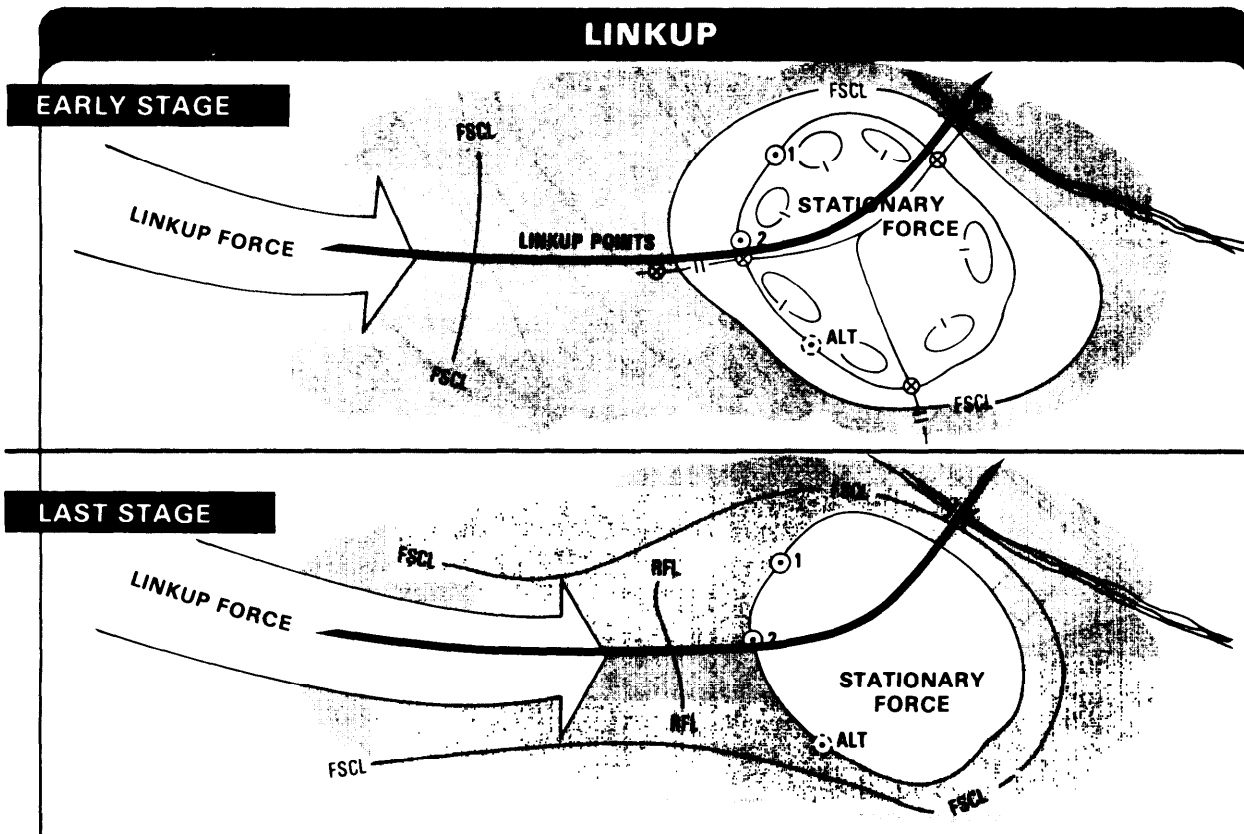 LINKUP
EARLY STAGE
FSCL
FSCL
1
LINKUP FORCE
STATIONARY
FORCE
LINKUP POINTS
2
ALT
FSCL
FSCL
LAST STAGE
FSCL
FSCL
1
RFL
LINKUP FORCE
2
STATIONARY
FORCE
RFL
ALT
FSCL
FSCL